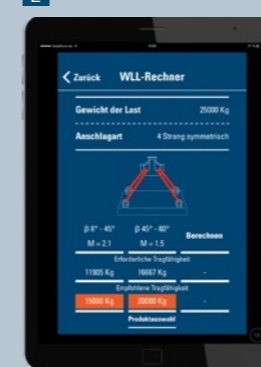 Zurück WLL-Rechner
Gewicht der Last 25000 Kg
Anschlagart 4 Strang symmetrisch
β 6° - 45° β 45° - 60° Berechnen
M = 2.1 M = 1.5
Erforderliche Tragfähigkeit
11905 Kg 16667 Kg -
Empfohlene Tragfähigkeit
15000 Kg 20000 Kg -
Produktauswahl